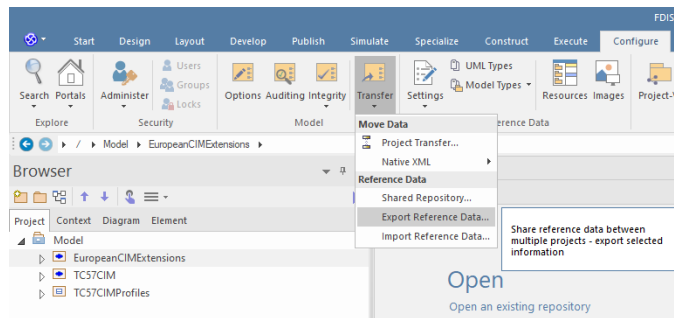 FDIS
Start Design Layout Develop Publish Simulate Specialize Construct Execute Configure
Users UML Types
Groups Model Types
Search Portals Administer Locks Options Auditing Integrity Transfer Settings Resources Images Project-
Explore Security Model erence Data
Move Data
Project Transfer...
Native XML
Reference Data
Shared Repository...
Export Reference Data...
Import Reference Data...
Model EuropeanCIMExtensions
Browser
Project Context Diagram Element
Model
EuropeanCIMExtensions
TC57CIM
TC57CIMProfiles
Share reference data between
multiple projects - export selected
information
Open
Open an existing repository